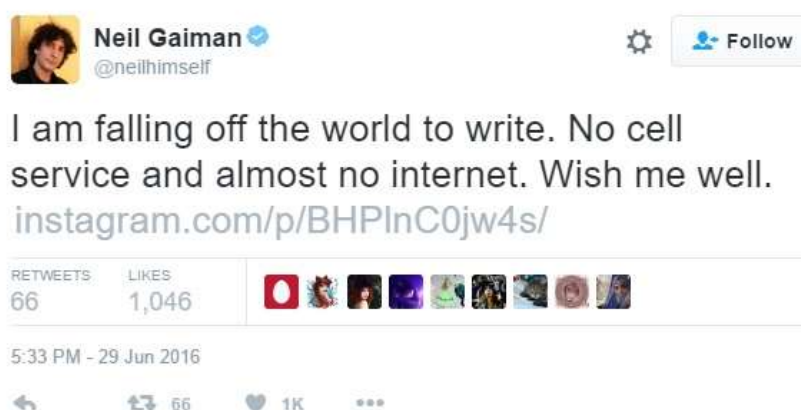 Neil Gaiman
@neilhimself
Follow
I am falling off the world to write. No cell
service and almost no internet. Wish me well.
instagram.com/p/BHPlnC0jw4s/
RETWEETS LIKES
66 1,046
5:33 PM - 29 Jun 2016
66 1K